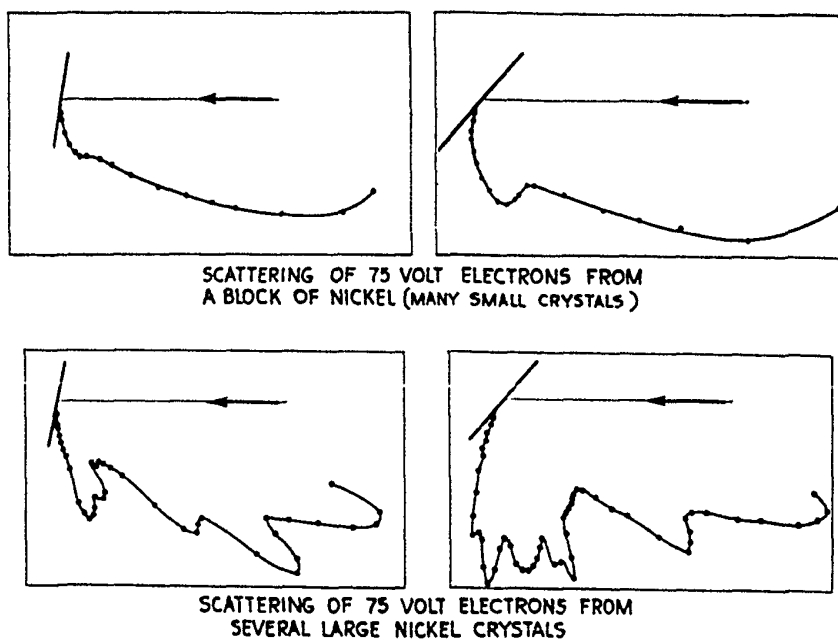 SCATTERING OF 75 VOLT ELECTRONS FROM
A BLOCK OF NICKEL (MANY SMALL CRYSTALS)
SCATTERING OF 75 VOLT ELECTRONS FROM
SEVERAL LARGE NICKEL CRYSTALS